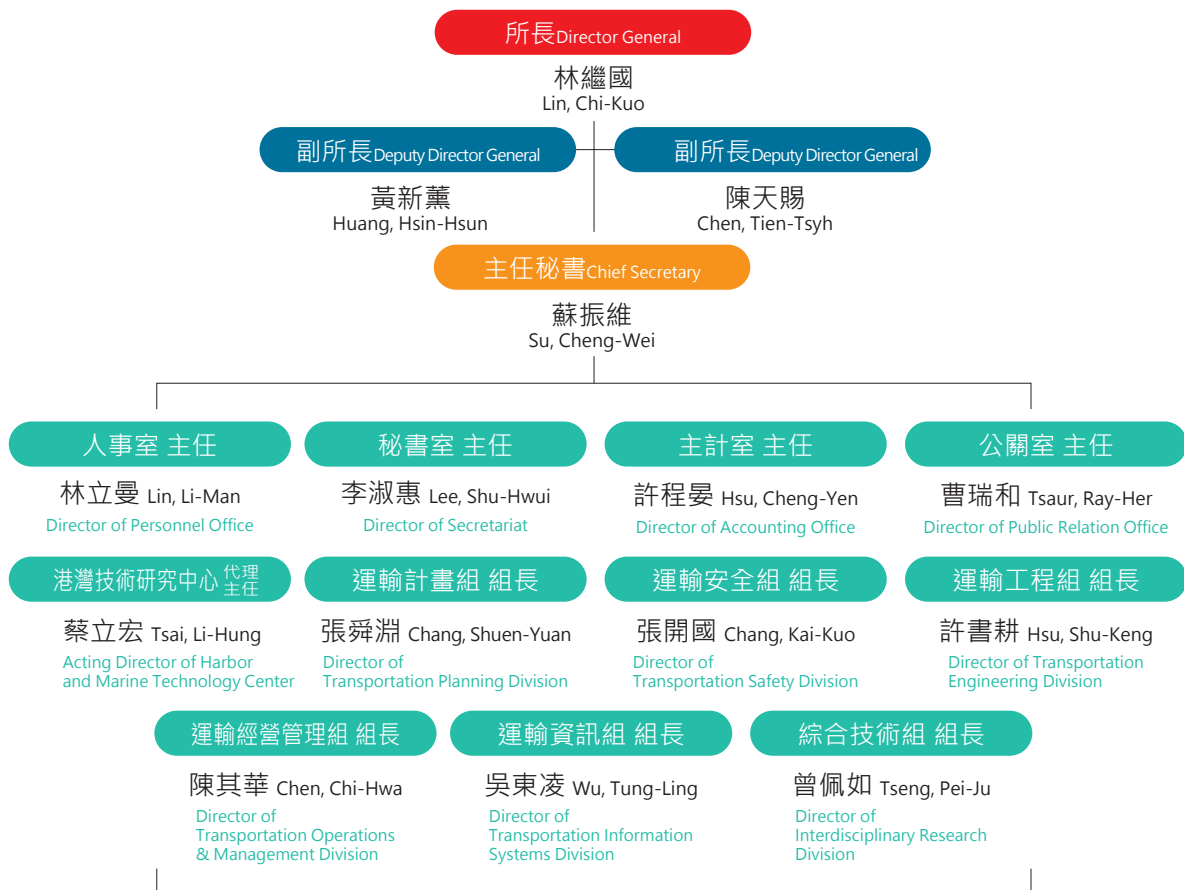 所長Director General
林繼國
Lin, Chi-Kuo
副所長Deputy Director General
副所長Deputy Director General
黃新薰
Huang, Hsin-Hsun
陳天賜
Chen, Tien-Tsyh
主任秘書Chief Secretary
蘇振維
Su, Cheng-Wei
人事室 主任
秘書室 主任
主計室 主任
公關室 主任
林立曼 Lin, Li-Man
李淑惠 Lee, Shu-Hwui
許程晏 Hsu, Cheng-Yen
曹瑞和 Tsaur, Ray-Her
Director of Personnel Office
Director of Secretariat
Director of Accounting Office
Director of Public Relation Office
港灣技術研究中心 代理主任
運輸計畫組 組長
運輸安全組 組長
運輸工程組 組長
蔡立宏 Tsai, Li-Hung
張舜淵 Chang, Shuen-Yuan
張開國 Chang, Kai-Kuo
許書耕 Hsu, Shu-Keng
Acting Director of Harbor
and Marine Technology Center
Director of
Transportation Planning Division
Director of
Transportation Safety Division
Director of Transportation
Engineering Division
運輸經營管理組 組長
運輸資訊組 組長
綜合技術組 組長
陳其華 Chen, Chi-Hwa
吳東凌 Wu, Tung-Ling
曾佩如 Tseng, Pei-Ju
Director of
Transportation Operations
& Management Division
Director of
Transportation Information
Systems Division
Director of
Interdisciplinary Research
Division